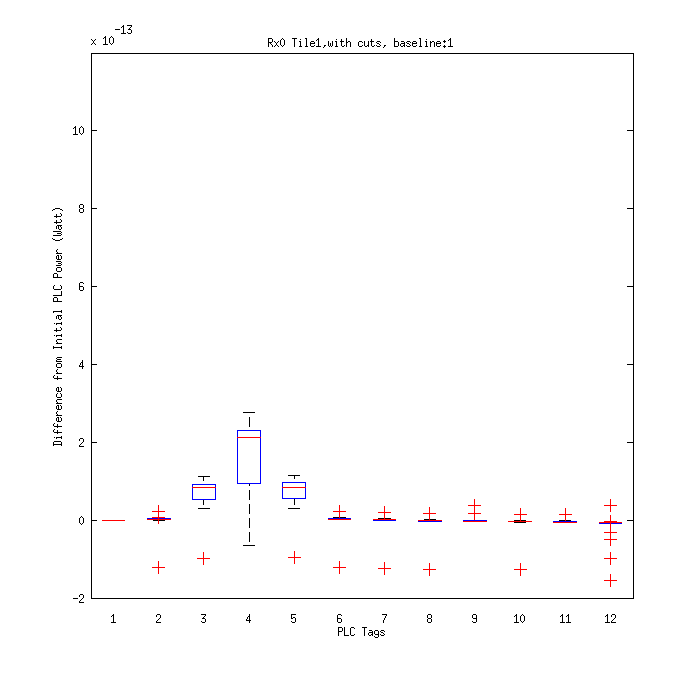 x 10^-13
Rx0 Tile1,with cuts, baseline:1
Difference from Initial PLC Power (Watt)
10
8
6
4
2
0
-2
1 2 3 4 5 6 7 8 9 10 11 12
PLC Tags